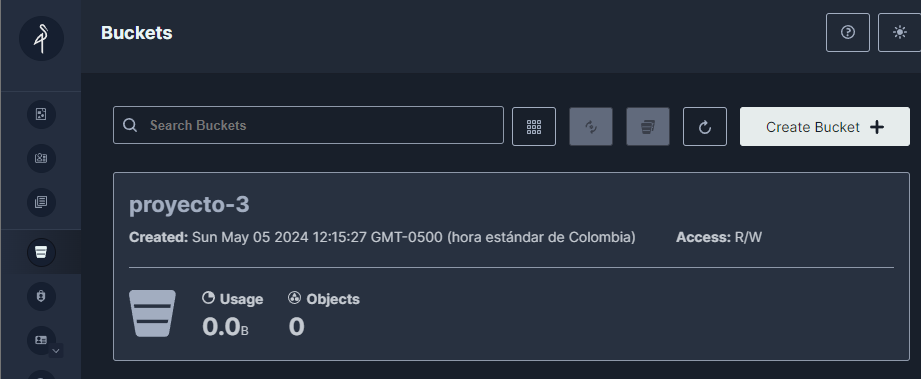 Buckets
Search Buckets
Create Bucket
proyecto-3
Created: Sun May 05 2024 12:15:27 GMT-0500 (hora estándar de Colombia) Access: R/W
Usage Objects
0.0B 0